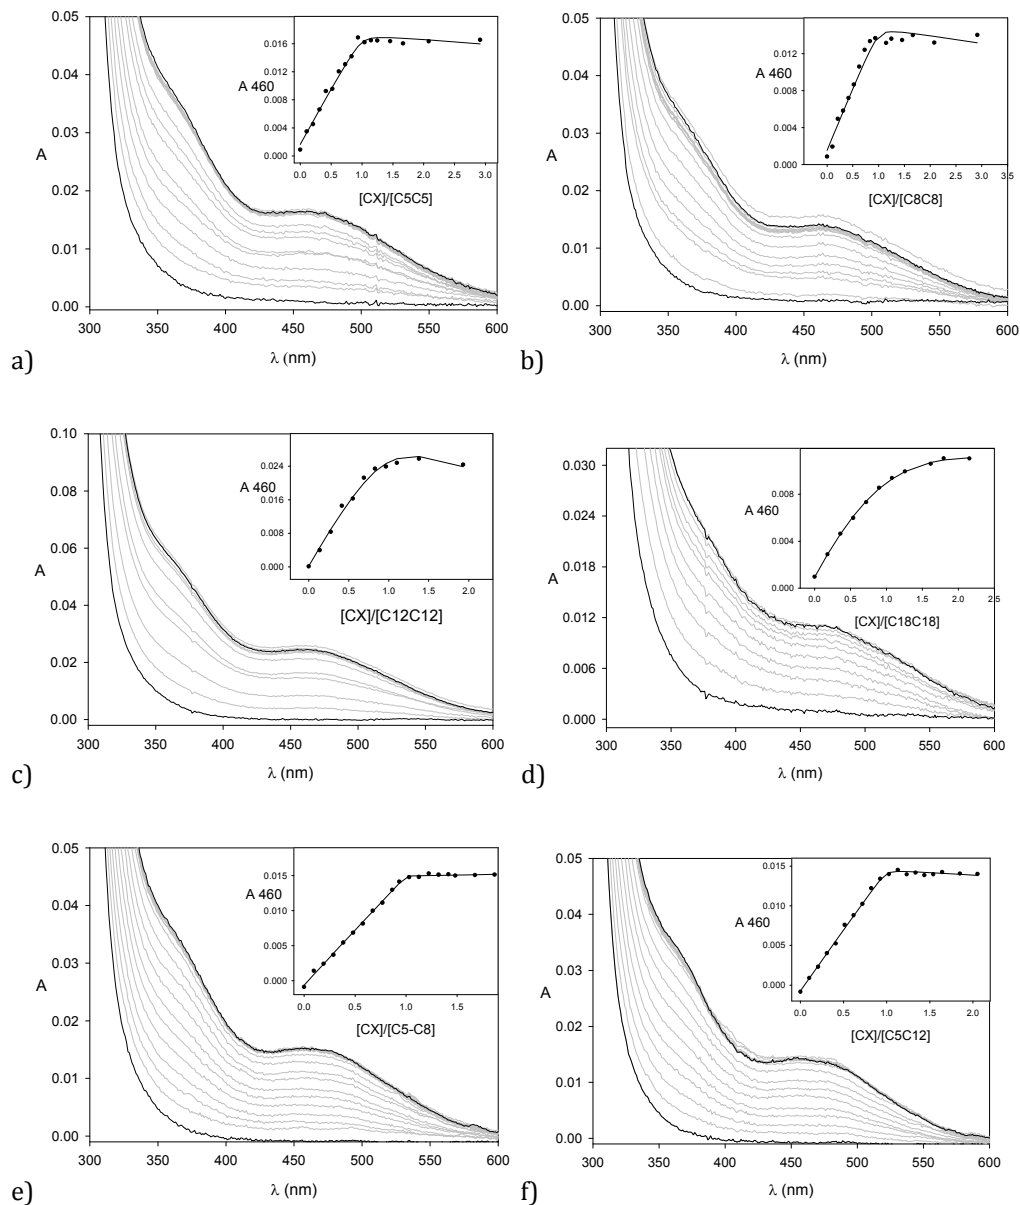 0.05
0.04
0.03
A
0.02
0.01
0.00
300 350 400 450 500 550 600
λ (nm)
A 460
0.016
0.012
0.008
0.004
0.000
0.0 0.5 1.0 1.5 2.0 2.5 3.0
[CX]/[C5C5]
a)
0.05
0.04
0.03
A
0.02
0.01
0.00
300 350 400 450 500 550 600
λ (nm)
A 460
0.012
0.008
0.004
0.000
0.0 0.5 1.0 1.5 2.0 2.5 3.0 3.5
[CX]/[C8C8]
b)
0.10
0.08
0.06
A
0.04
0.02
0.00
300 350 400 450 500 550 600
λ (nm)
A 460
0.024
0.016
0.008
0.000
0.0 0.5 1.0 1.5 2.0
[CX]/[C12C12]
c)
0.030
0.024
0.018
A
0.012
0.006
0.000
300 350 400 450 500 550 600
λ (nm)
A 460
0.008
0.004
0.000
0.0 0.5 1.0 1.5 2.0 2.5
[CX]/[C18C18]
d)
0.05
0.04
0.03
A
0.02
0.01
0.00
300 350 400 450 500 550 600
λ (nm)
A 460
0.015
0.010
0.005
0.000
0.0 0.5 1.0 1.5
[CX]/[C5-C8]
e)
0.05
0.04
0.03
A
0.02
0.01
0.00
300 350 400 450 500 550 600
λ (nm)
A 460
0.015
0.010
0.005
0.000
0.0 0.5 1.0 1.5 2.0
[CX]/[C5C12]
f)